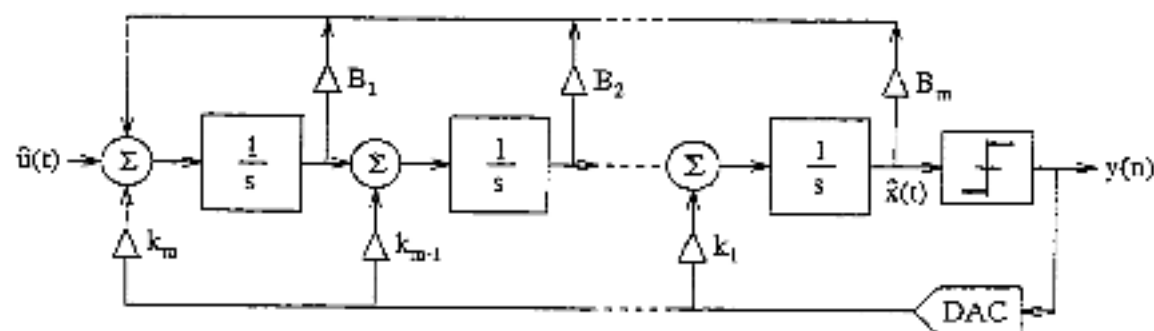 B₁
B₂
Bₘ
û(t)
Σ
1/s
Σ
1/s
Σ
1/s
x̂(t)
y(n)
kₘ
kₘ₋₁
k₁
DAC